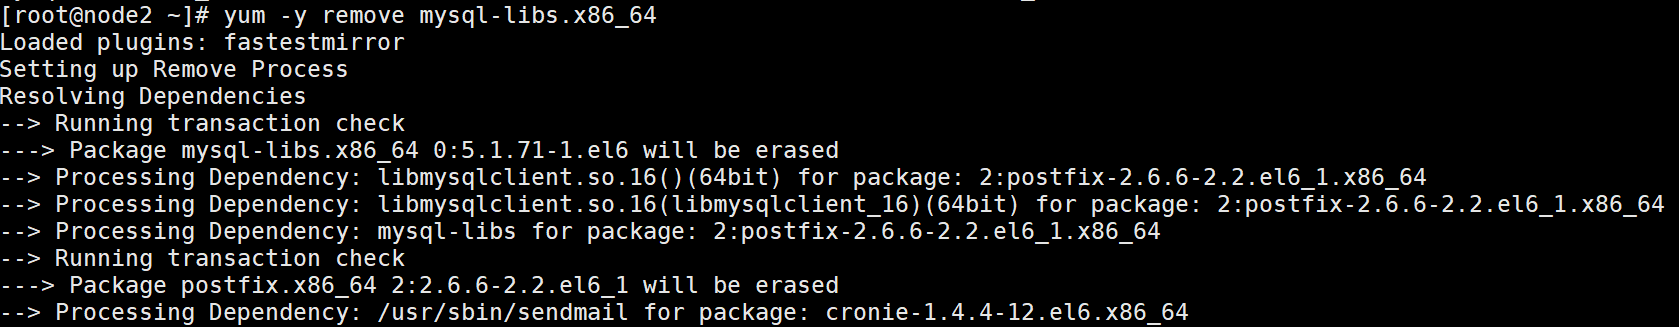 [root@node2 ~]# yum -y remove mysql-libs.x86_64
Loaded plugins: fastestmirror
Setting up Remove Process
Resolving Dependencies
--> Running transaction check
---> Package mysql-libs.x86_64 0:5.1.71-1.el6 will be erased
--> Processing Dependency: libmysqlclient.so.16()(64bit) for package: 2:postfix-2.6.6-2.2.el6_1.x86_64
--> Processing Dependency: libmysqlclient.so.16(libmysqlclient_16)(64bit) for package: 2:postfix-2.6.6-2.2.el6_1.x86_64
--> Processing Dependency: mysql-libs for package: 2:postfix-2.6.6-2.2.el6_1.x86_64
--> Running transaction check
---> Package postfix.x86_64 2:2.6.6-2.2.el6_1 will be erased
--> Processing Dependency: /usr/sbin/sendmail for package: cronie-1.4.4-12.el6.x86_64